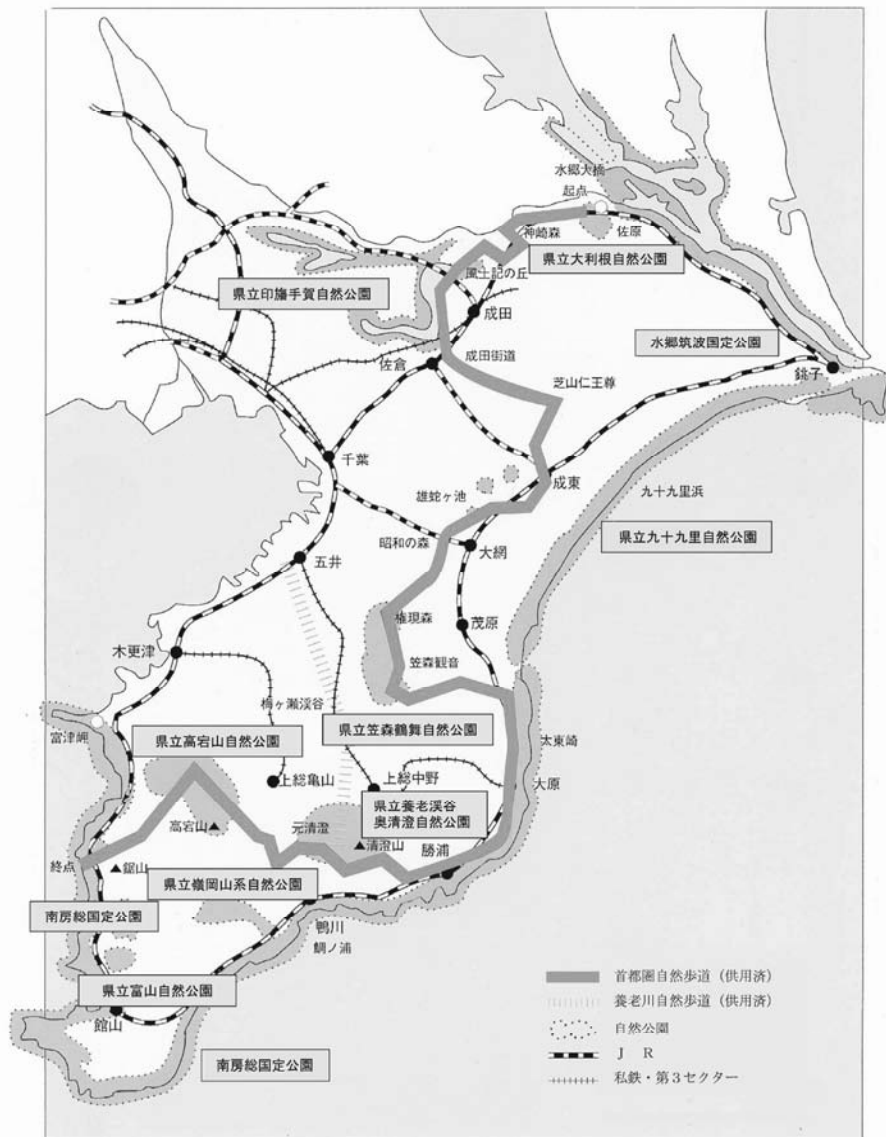 水郷大橋
起点
神崎森
佐原
県立大利根自然公園
風土記の丘
県立印旛手賀自然公園
成田
水郷筑波国定公園
成田街道
佐倉
銚子
芝山仁王尊
千葉
成東
雄蛇ヶ池
九十九里浜
昭和の森
県立九十九里自然公園
大網
五井
権現森
茂原
木更津
笠森観音
梅ヶ瀬渓谷
富津岬
県立高宕山自然公園
県立笠森鶴舞自然公園
太東崎
上総亀山
上総中野
大原
県立養老渓谷
奥清澄自然公園
高宕山▲
元清澄
▲清澄山
勝浦
終点
▲鋸山
県立嶺岡山系自然公園
南房総国定公園
鴨川
鯛ノ浦
県立富山自然公園
館山
南房総国定公園
首都圏自然歩道(供用済)
養老川自然歩道(供用済)
自然公園
J R
私鉄・第3セクター